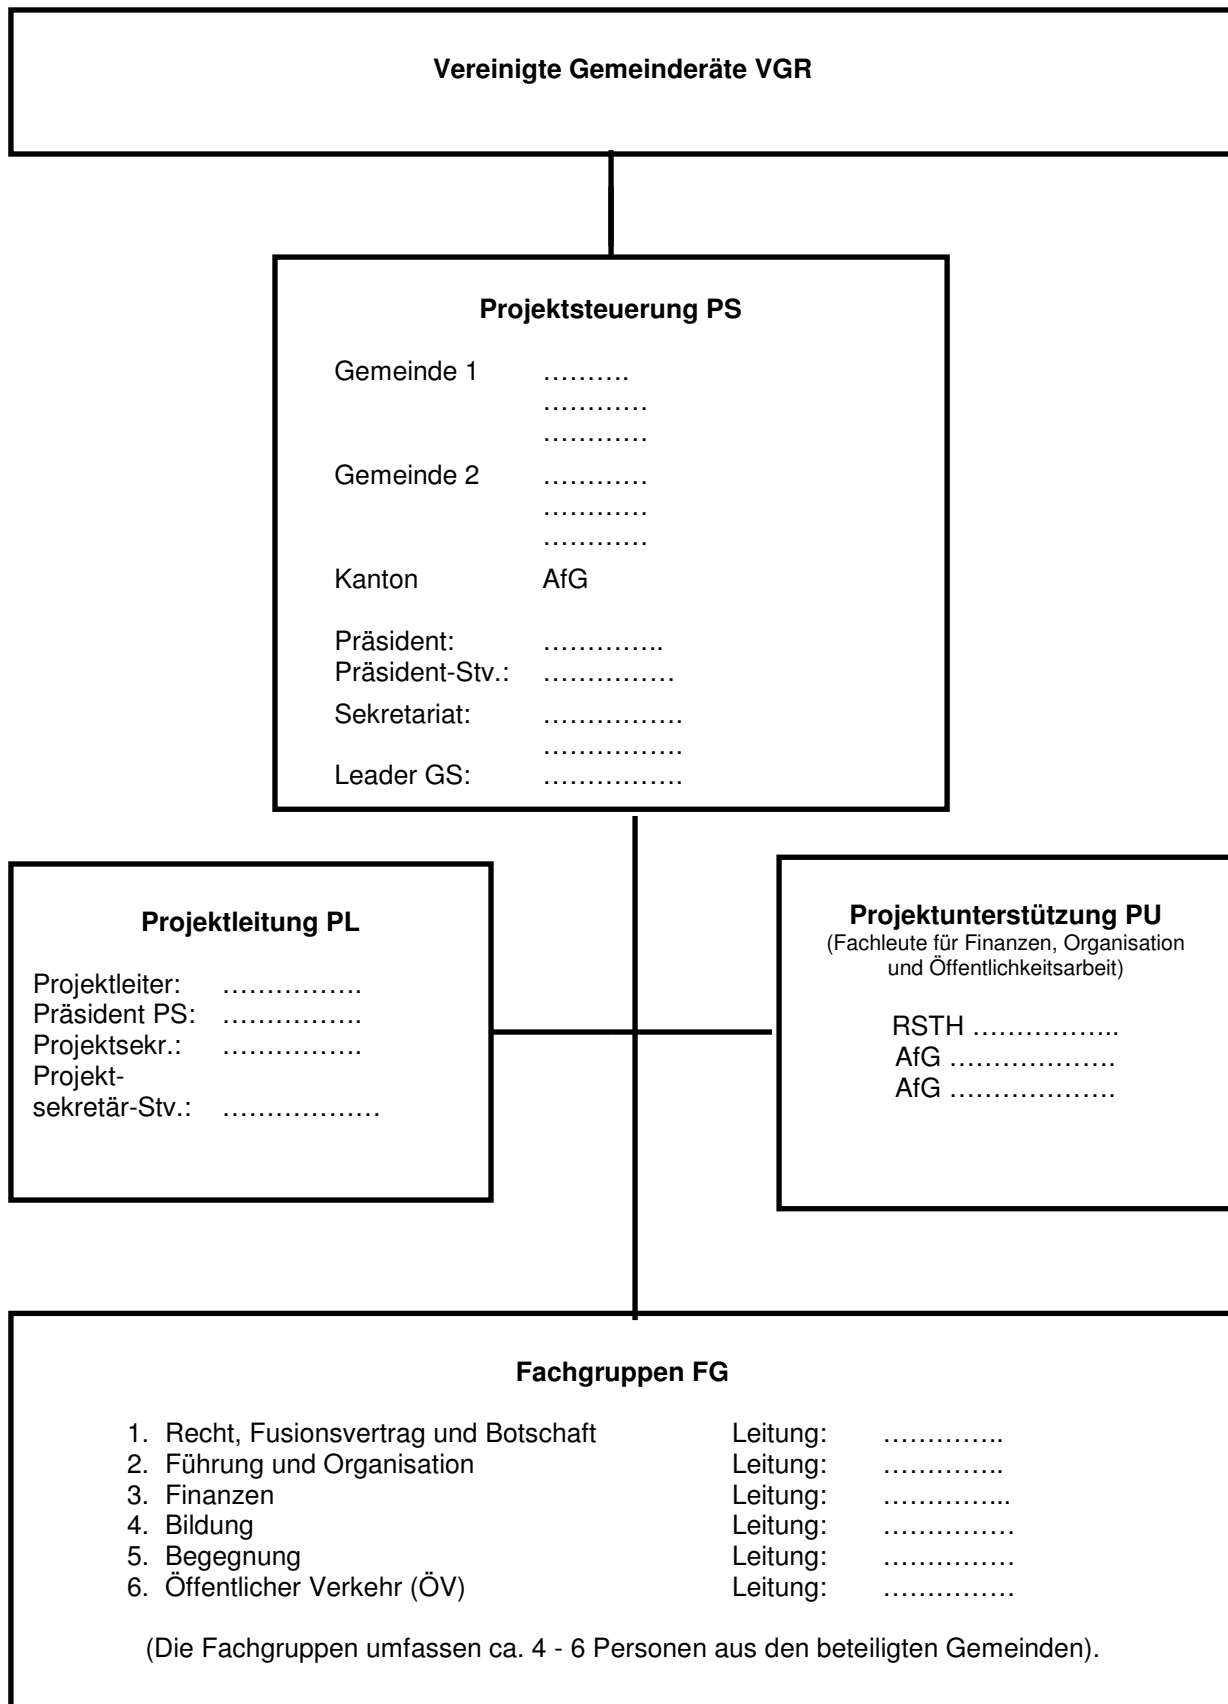 Vereinigte Gemeinderäte VGR
Projektsteuerung PS
Gemeinde 1 ……….
…………
…………
Gemeinde 2 …………
…………
…………
Kanton AfG
Präsident: …………..
Präsident-Stv.: ……………
Sekretariat: …………….
…………….
Leader GS: …………….
Projektleitung PL
Projektleiter: …………….
Präsident PS: …………….
Projektsekr.: …………….
Projekt-
sekretär-Stv.: ………………
Projektunterstützung PU
(Fachleute für Finanzen, Organisation
und Öffentlichkeitsarbeit)
RSTH ……………..
AfG ……………….
AfG ……………….
Fachgruppen FG
1. Recht, Fusionsvertrag und Botschaft Leitung: …………..
2. Führung und Organisation Leitung: …………..
3. Finanzen Leitung: …………...
4. Bildung Leitung: ……………
5. Begegnung Leitung: ……………
6. Öffentlicher Verkehr (ÖV) Leitung: ……………
(Die Fachgruppen umfassen ca. 4 - 6 Personen aus den beteiligten Gemeinden).